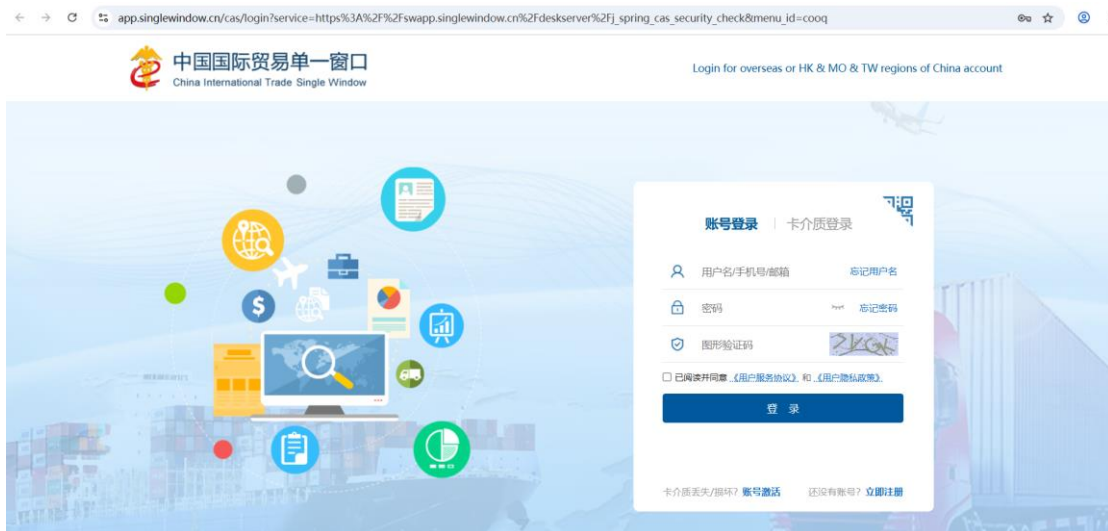 app.singlewindow.cn/cas/login?service=https%3A%2F%2Fswapp.singlewindow.cn%2Fdeskserver%2Fj_spring_cas_security_check&menu_id=cooq
中国国际贸易单一窗口
China International Trade Single Window
Login for overseas or HK & MO & TW regions of China account
账号登录 卡介质登录
用户名/手机号/邮箱 忘记用户名
密码 忘记密码
图形验证码
已阅读并同意《用户服务协议》 和 《用户隐私政策》
登 录
卡介质丢失/损坏? 账号激活 还没有账号? 立即注册